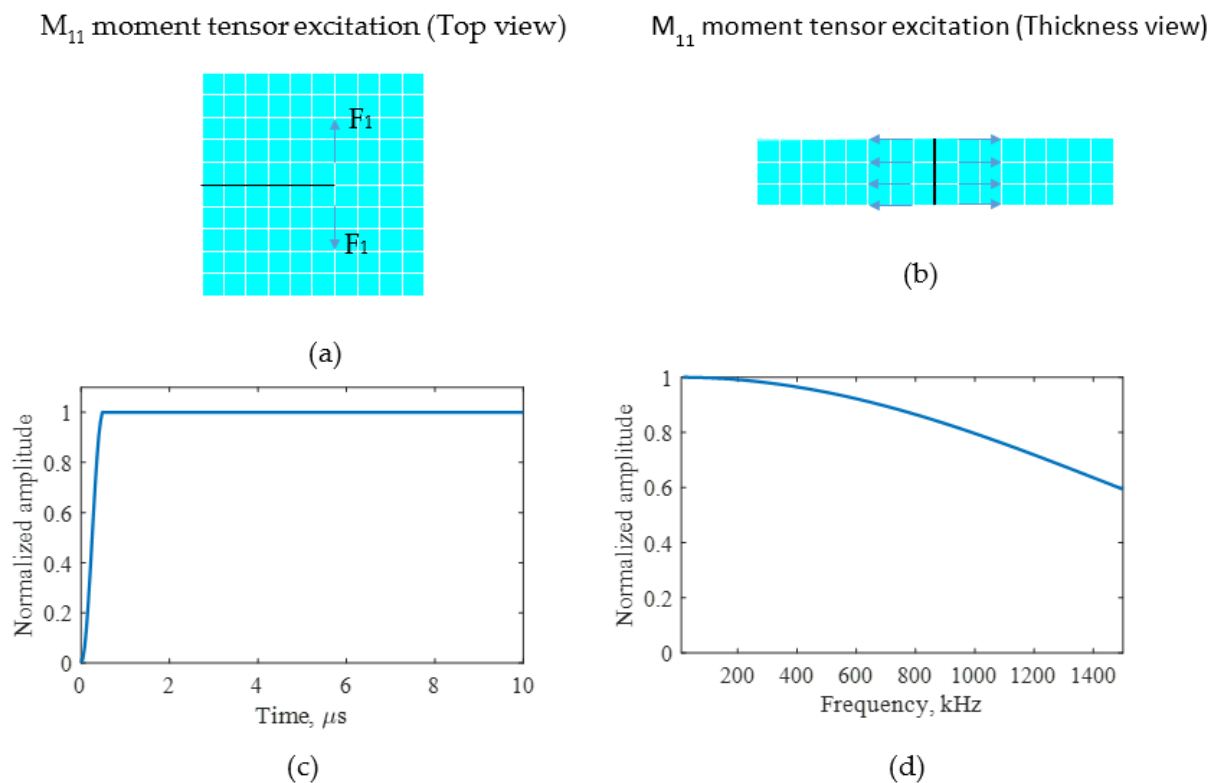 M₁₁ moment tensor excitation (Top view)
M₁₁ moment tensor excitation (Thickness view)
F₁
F₁
(a)
(b)
Normalized amplitude
1
0.8
0.6
0.4
0.2
0
0 2 4 6 8 10
Time, μs
(c)
Normalized amplitude
1
0.8
0.6
0.4
0.2
0
200 400 600 800 1000 1200 1400
Frequency, kHz
(d)